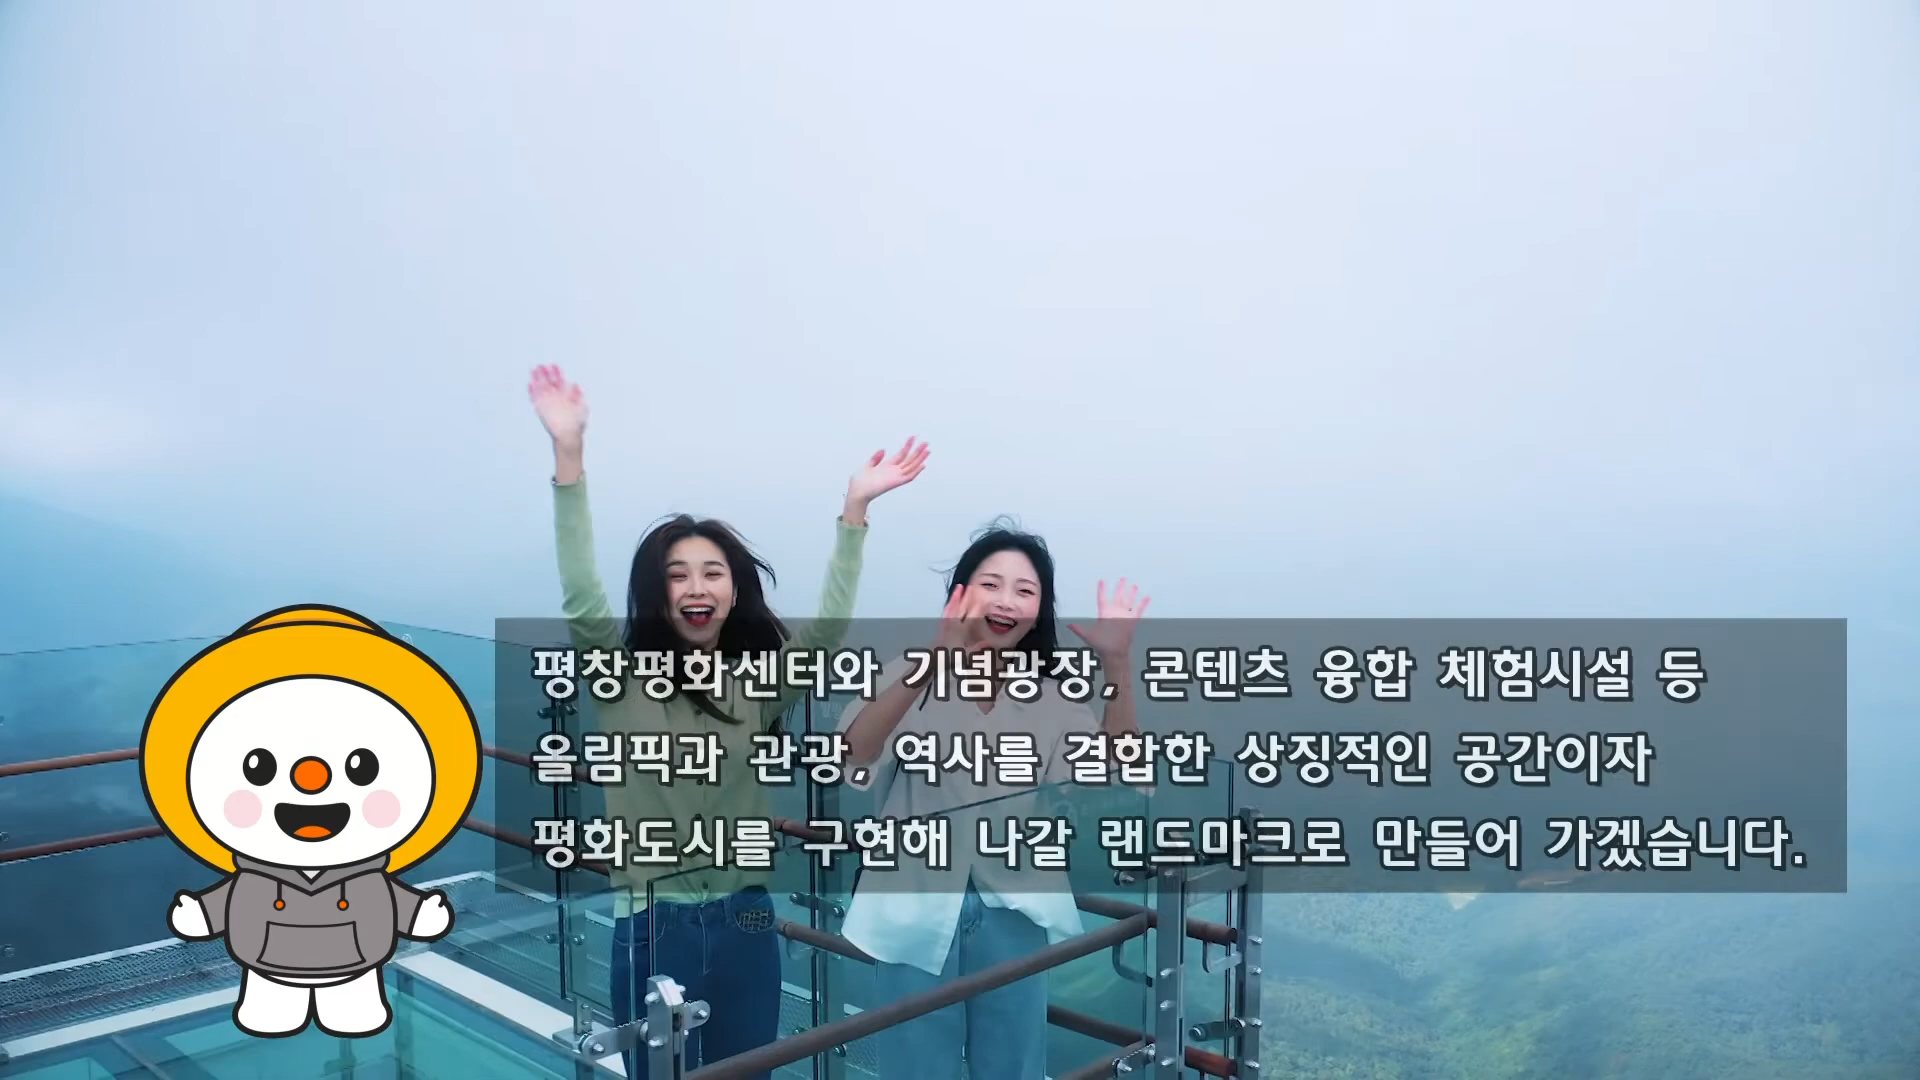 평창평화센터와 기념광장, 콘텐츠 융합 체험시설 등
올림픽과 관광, 역사를 결합한 상징적인 공간이자
평화도시를 구현해 나갈 랜드마크로 만들어 가겠습니다.